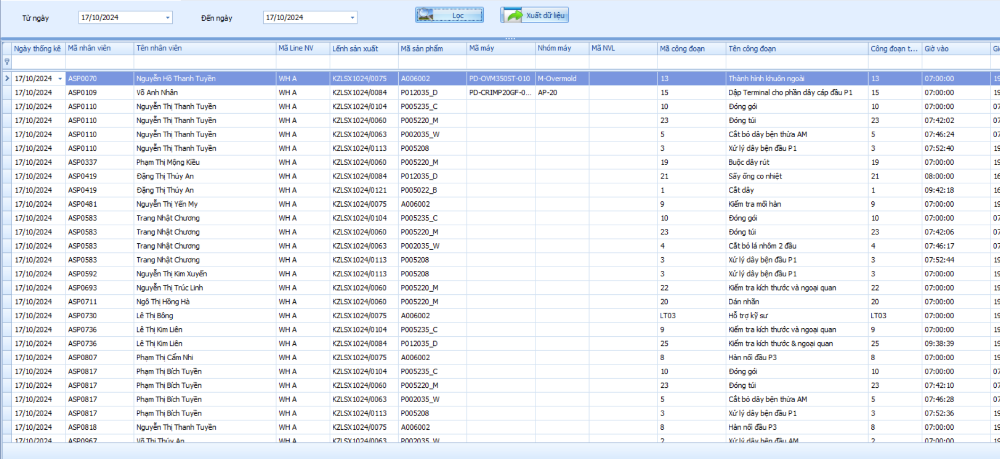 Từ ngày 17/10/2024 Đến ngày 17/10/2024 Lọc Xuất dữ liệu
Ngày thống kê Mã nhân viên Tên nhân viên Mã Line NV Lếnh sản xuất Mã sản phẩm Mã máy Nhóm máy Mã NVL Mã công đoạn Tên công đoạn Công đoạn t... Giờ vào Gi
17/10/2024 ASP0070 Nguyễn Hồ Thanh Tuyền WH A KZLSX1024/0075 A006002 PD-OVM350ST-010 M-Overmold 13 Thành hình khuôn ngoài 13 07:00:00 19
17/10/2024 ASP0109 Võ Anh Nhân WH A KZLSX1024/0084 P012035_D PD-CRIMP20GF-0... AP-20 15 Dập Terminal cho phần dây cáp đầu P1 15 07:00:00 19
17/10/2024 ASP0110 Nguyễn Thị Thanh Tuyền WH A KZLSX1024/0104 P005235_C 10 Đóng gói 10 07:00:00 07
17/10/2024 ASP0110 Nguyễn Thị Thanh Tuyền WH A KZLSX1024/0060 P005220_M 23 Đóng túi 23 07:42:02 07
17/10/2024 ASP0110 Nguyễn Thị Thanh Tuyền WH A KZLSX1024/0063 P002035_W 5 Cắt bỏ dây bện thừa AM 5 07:46:24 07
17/10/2024 ASP0110 Nguyễn Thị Thanh Tuyền WH A KZLSX1024/0113 P005208 3 Xử lý dây bện đầu P1 3 07:52:40 19
17/10/2024 ASP0337 Phạm Thị Mộng Kiều WH A KZLSX1024/0060 P005220_M 19 Buộc dây rút 19 07:00:00 19
17/10/2024 ASP0419 Đặng Thị Thúy An WH A KZLSX1024/0084 P012035_D 21 Sấy ống co nhiệt 21 08:00:00 16
17/10/2024 ASP0419 Đặng Thị Thúy An WH A KZLSX1024/0121 P005022_B 1 Cắt dây 1 09:42:18 16
17/10/2024 ASP0481 Nguyễn Thị Yến My WH A KZLSX1024/0075 A006002 9 Kiểm tra mối hàn 9 07:00:00 19
17/10/2024 ASP0583 Trang Nhật Chương WH A KZLSX1024/0104 P005235_C 10 Đóng gói 10 07:00:00 07
17/10/2024 ASP0583 Trang Nhật Chương WH A KZLSX1024/0060 P005220_M 23 Đóng túi 23 07:42:06 07
17/10/2024 ASP0583 Trang Nhật Chương WH A KZLSX1024/0063 P002035_W 4 Cắt bỏ lá nhôm 2 đầu 4 07:46:17 07
17/10/2024 ASP0583 Trang Nhật Chương WH A KZLSX1024/0113 P005208 3 Xử lý dây bện đầu P1 3 07:52:44 19
17/10/2024 ASP0592 Nguyễn Thị Kim Xuyến WH A KZLSX1024/0113 P005208 3 Xử lý dây bện đầu P1 3 07:00:00 19
17/10/2024 ASP0693 Nguyễn Thị Trúc Linh WH A KZLSX1024/0060 P005220_M 22 Kiểm tra kích thước và ngoại quan 22 07:00:00 19
17/10/2024 ASP0711 Ngô Thị Hồng Hà WH A KZLSX1024/0060 P005220_M 20 Dán nhãn 20 07:00:00 19
17/10/2024 ASP0730 Lê Thị Bông WH A KZLSX1024/0075 A006002 LT03 Hỗ trợ kỹ sư LT03 07:00:00 19
17/10/2024 ASP0736 Lê Thị Kim Liên WH A KZLSX1024/0104 P005235_C 9 Kiểm tra kích thước và ngoại quan 9 07:00:00 19
17/10/2024 ASP0736 Lê Thị Kim Liên WH A KZLSX1024/0084 P012035_D 25 Kiểm tra kích thước & ngoại quan 25 09:38:39 19
17/10/2024 ASP0807 Phạm Thị Cẩm Nhi WH A KZLSX1024/0075 A006002 8 Hàn nối đầu P3 8 07:00:00 19
17/10/2024 ASP0817 Phạm Thị Bích Tuyền WH A KZLSX1024/0104 P005235_C 10 Đóng gói 10 07:00:00 07
17/10/2024 ASP0817 Phạm Thị Bích Tuyền WH A KZLSX1024/0060 P005220_M 23 Đóng túi 23 07:42:10 07
17/10/2024 ASP0817 Phạm Thị Bích Tuyền WH A KZLSX1024/0063 P002035_W 5 Cắt bỏ dây bện thừa AM 5 07:46:28 07
17/10/2024 ASP0817 Phạm Thị Bích Tuyền WH A KZLSX1024/0113 P005208 3 Xử lý dây bện đầu P1 3 07:52:36 19
17/10/2024 ASP0818 Nguyễn Thị Thanh Tuyền WH A KZLSX1024/0075 A006002 8 Hàn nối đầu P3 8 07:00:00 19
17/10/2024 ASP0967 Võ Thị Thúy An WH A KZLSX1024/0063 P002035_W 2 Xử lý dây bện đầu AM 2 07:00:00 19